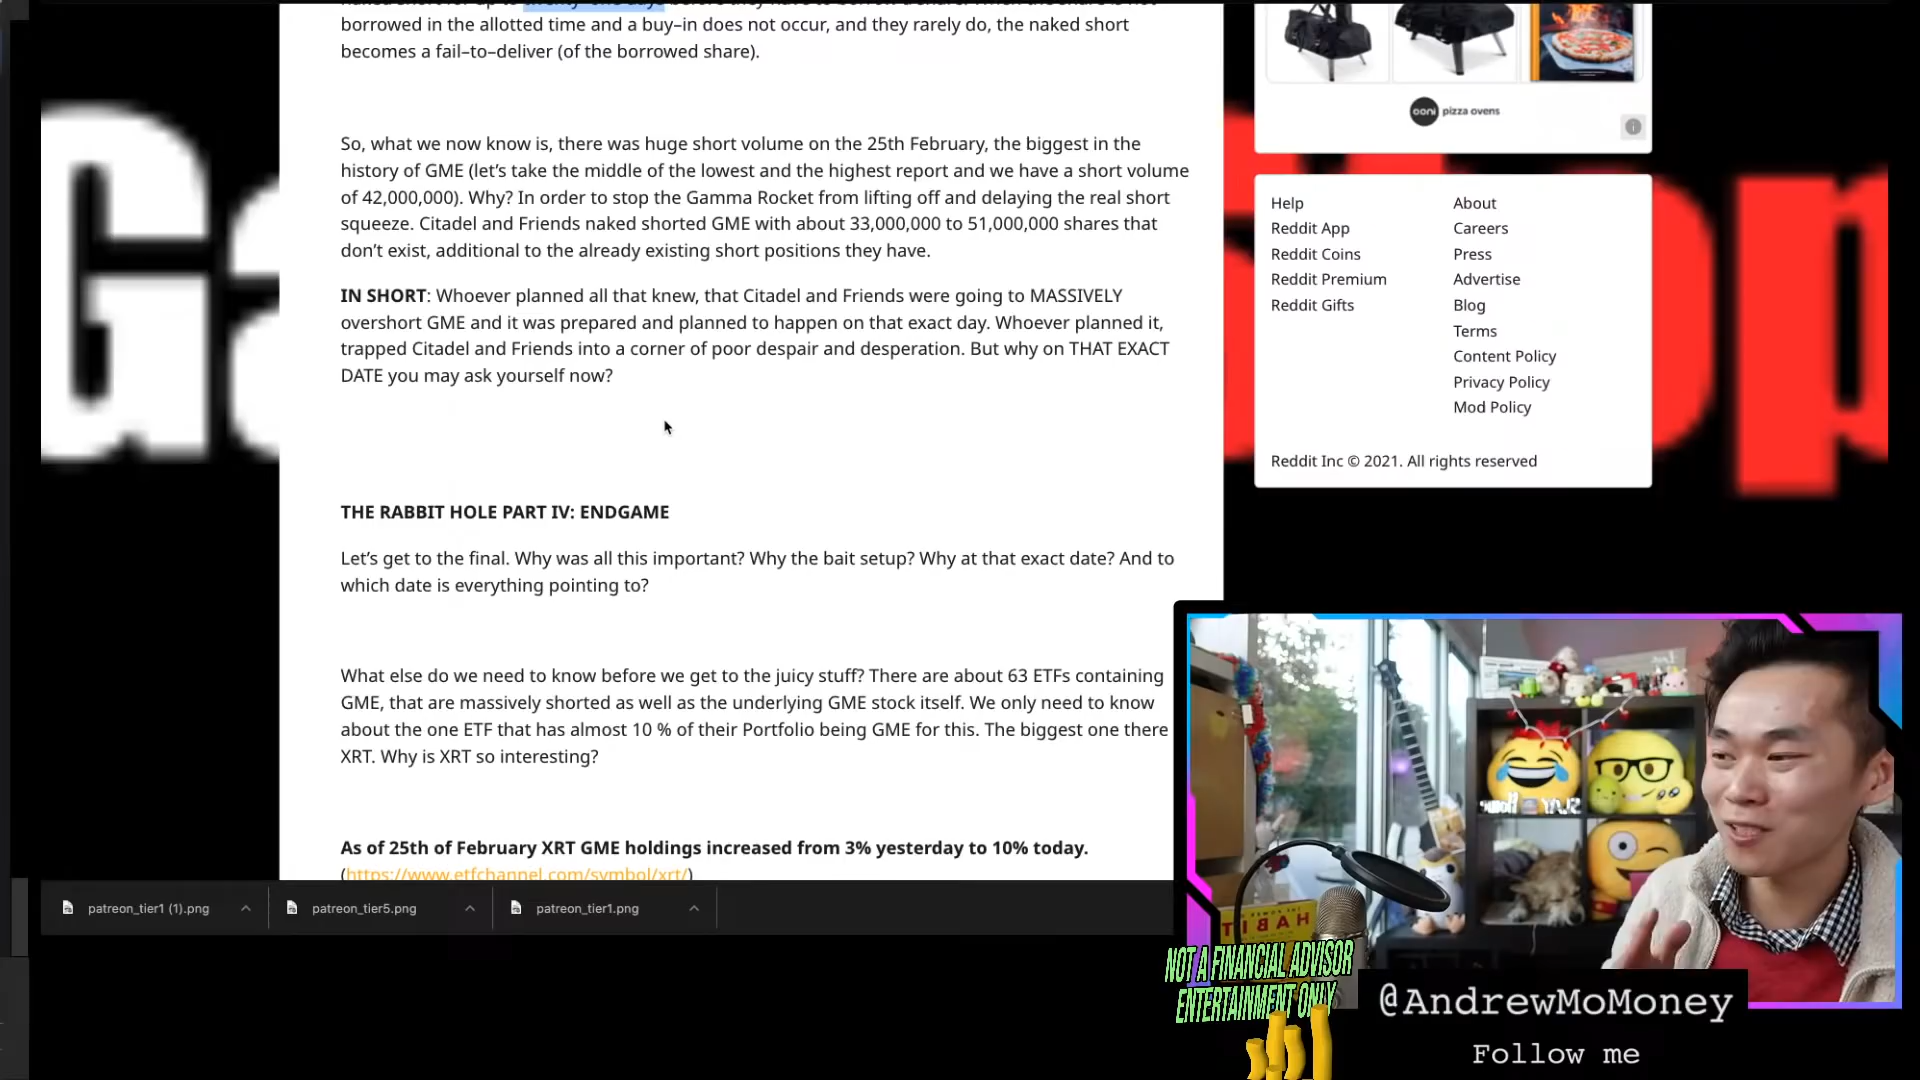 borrowed in the allotted time and a buy–in does not occur, and they rarely do, the naked short
becomes a fail–to–deliver (of the borrowed share).
So, what we now know is, there was huge short volume on the 25th February, the biggest in the
history of GME (let's take the middle of the lowest and the highest report and we have a short volume
of 42,000,000). Why? In order to stop the Gamma Rocket from lifting off and delaying the real short
squeeze. Citadel and Friends naked shorted GME with about 33,000,000 to 51,000,000 shares that
don't exist, additional to the already existing short positions they have.
IN SHORT: Whoever planned all that knew, that Citadel and Friends were going to MASSIVELY
overshort GME and it was prepared and planned to happen on that exact day. Whoever planned it,
trapped Citadel and Friends into a corner of poor despair and desperation. But why on THAT EXACT
DATE you may ask yourself now?
THE RABBIT HOLE PART IV: ENDGAME
Let's get to the final. Why was all this important? Why the bait setup? Why at that exact date? And to
which date is everything pointing to?
What else do we need to know before we get to the juicy stuff? There are about 63 ETFs containing
GME, that are massively shorted as well as the underlying GME stock itself. We only need to know
about the one ETF that has almost 10 % of their Portfolio being GME for this. The biggest one there
XRT. Why is XRT so interesting?
As of 25th of February XRT GME holdings increased from 3% yesterday to 10% today.
(https://www.etfchannel.com/symbol/xrt/)
ooni pizza ovens
Help
Reddit App
Reddit Coins
Reddit Premium
Reddit Gifts
About
Careers
Press
Advertise
Blog
Terms
Content Policy
Privacy Policy
Mod Policy
Reddit Inc © 2021. All rights reserved
patreon_tier1 (1).png
patreon_tier5.png
patreon_tier1.png
HABIT
NOT A FINANCIAL ADVISOR
ENTERTAINMENT ONLY
@AndrewMoMoney
Follow me